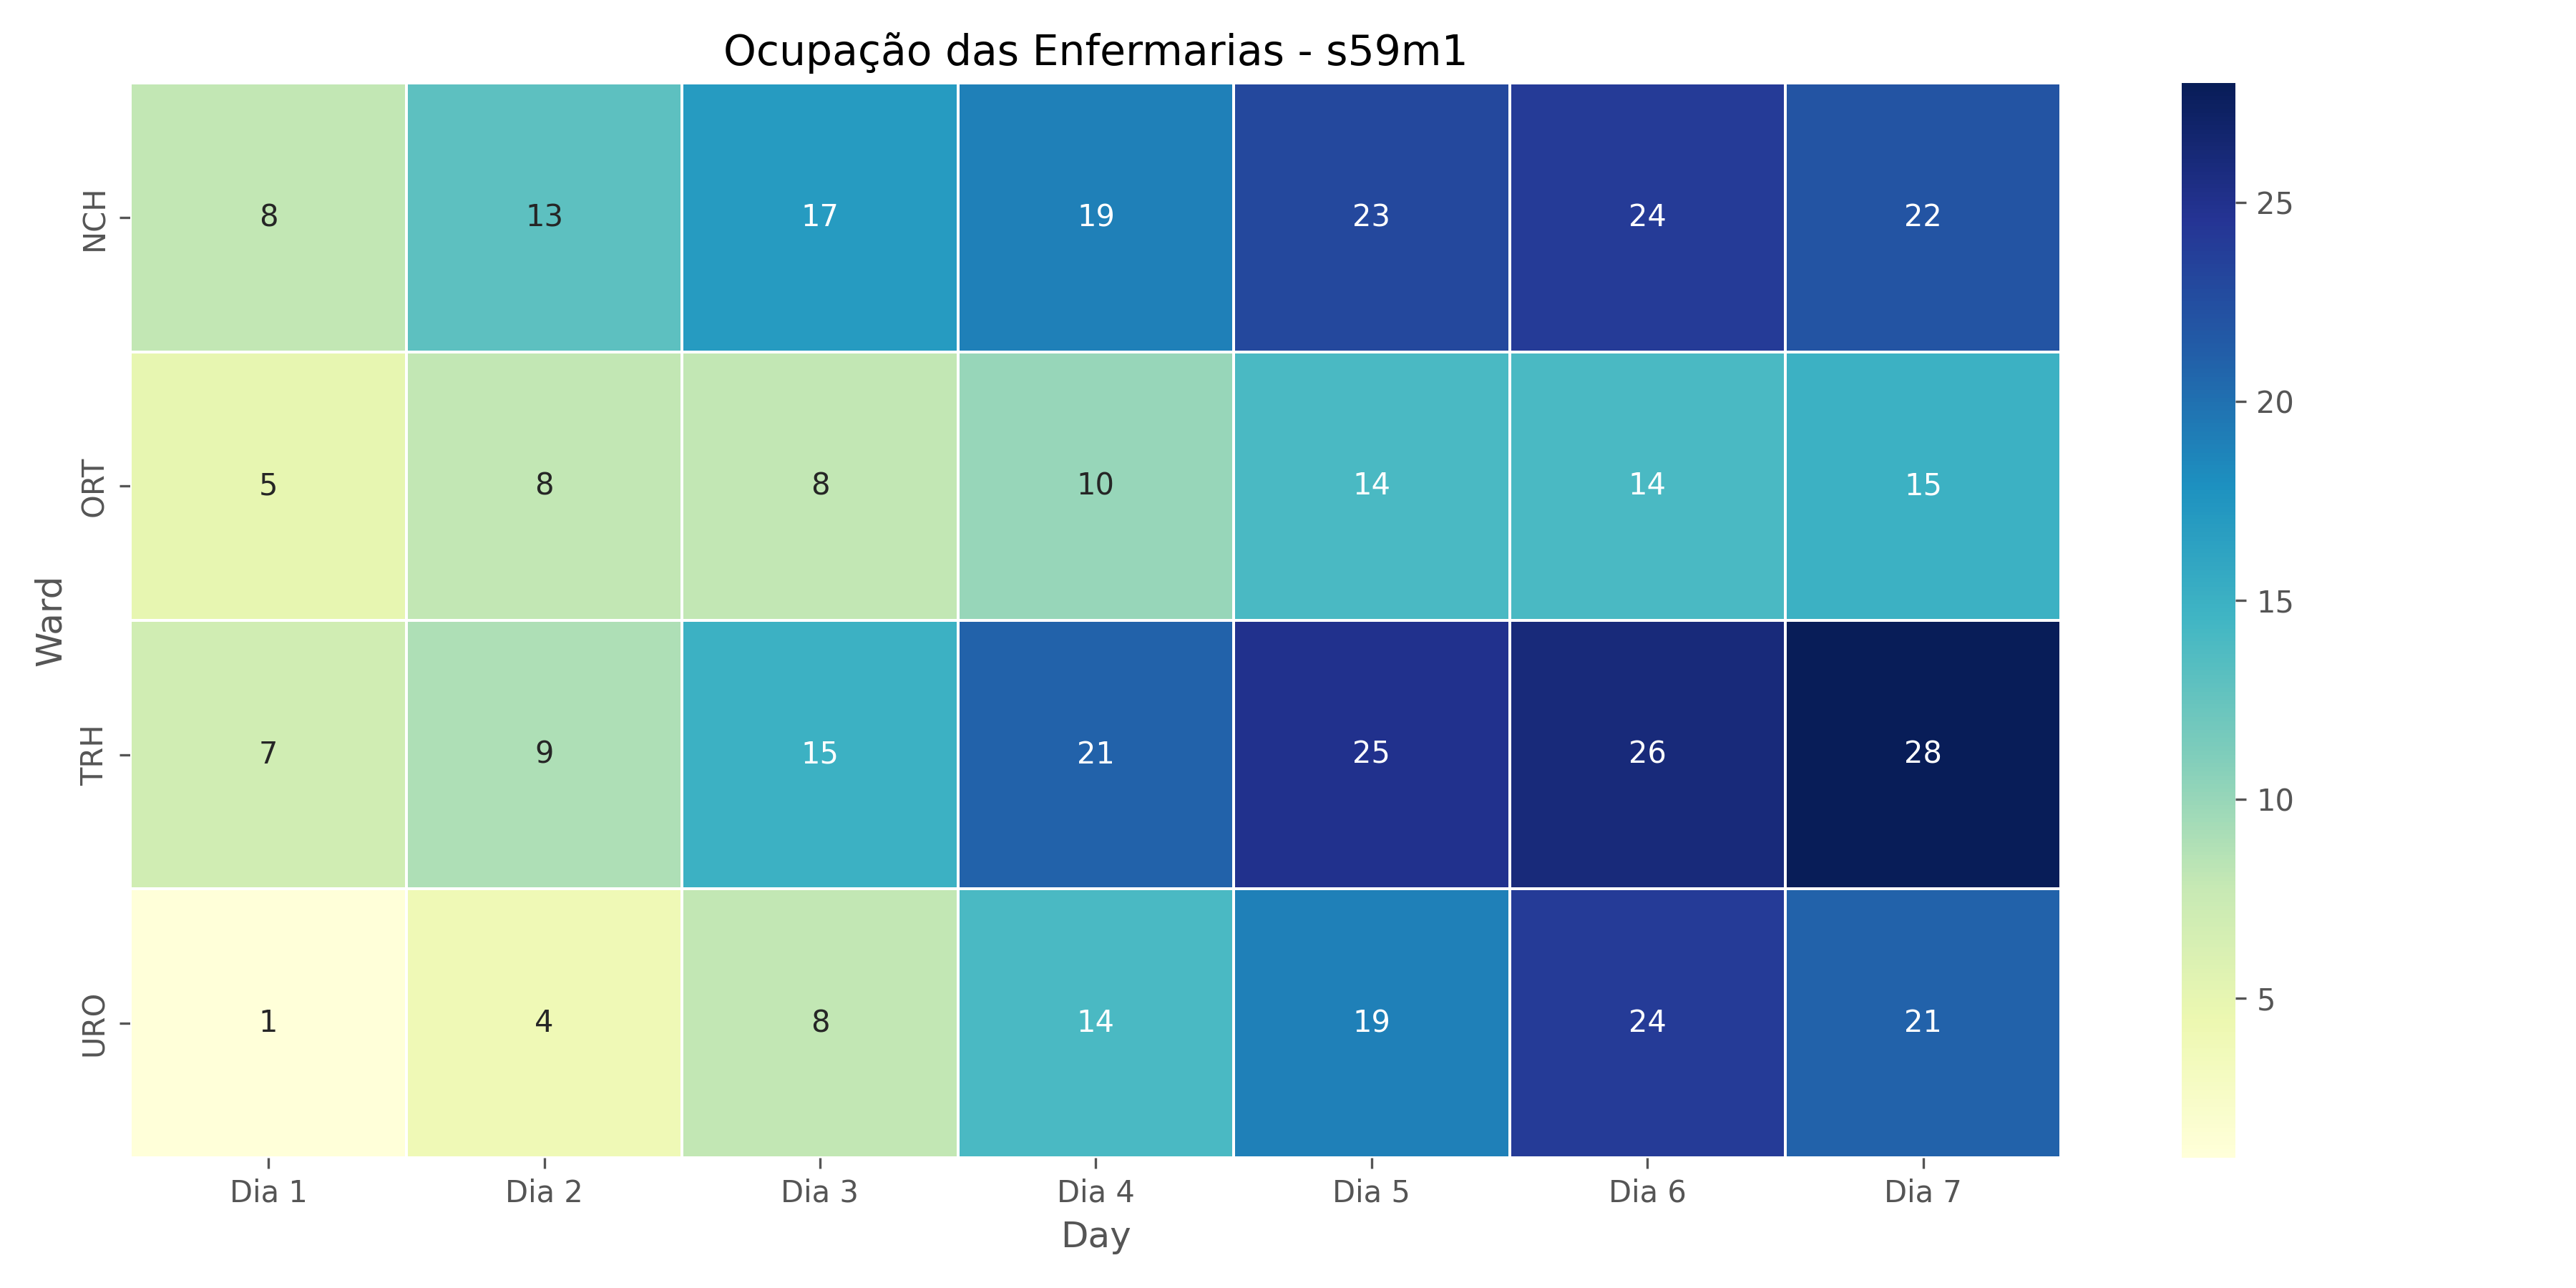 Ocupação das Enfermarias - s59m1
Ward
NCH 8 13 17 19 23 24 22
ORT 5 8 8 10 14 14 15
TRH 7 9 15 21 25 26 28
URO 1 4 8 14 19 24 21
Dia 1 Dia 2 Dia 3 Dia 4 Dia 5 Dia 6 Dia 7
Day
25
20
15
10
5